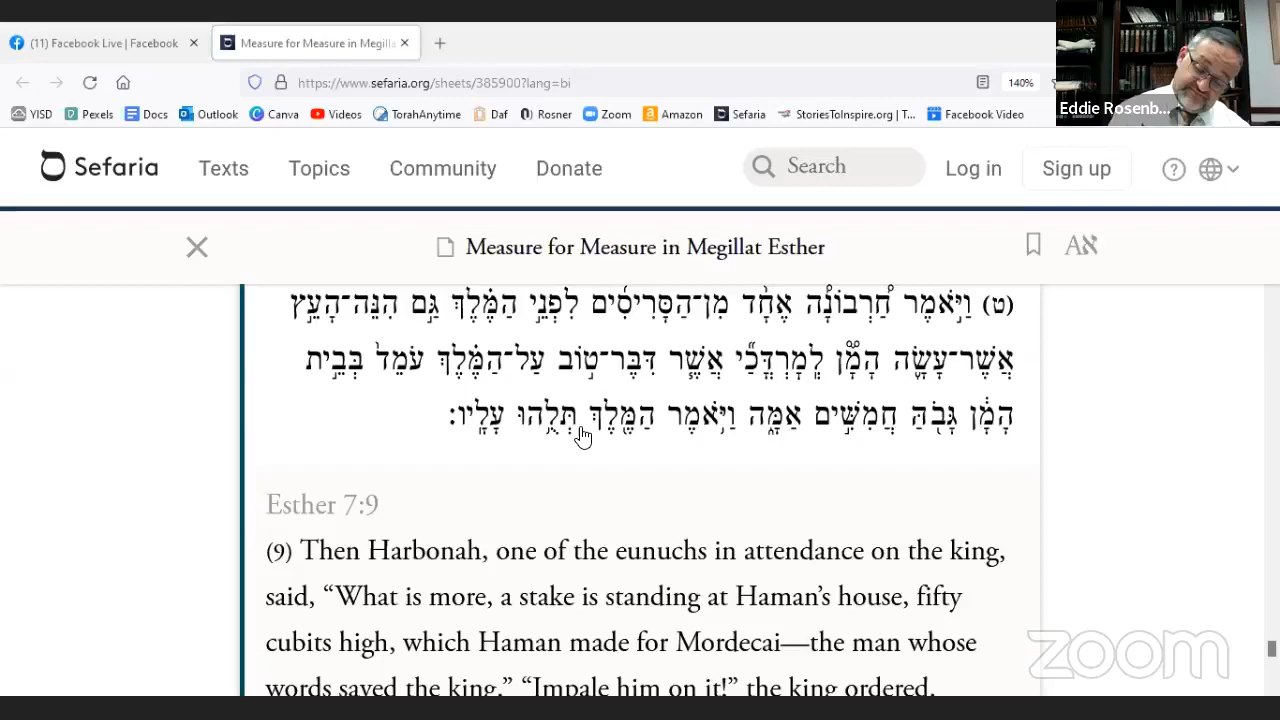 (11) Facebook Live | Facebook
Measure for Measure in Megilla
https://www.sefaria.org/sheets/385900?lang=bi
140%
YISD Pexels Docs Outlook Canva Videos TorahAnytime Daf Rosner Zoom Amazon Sefaria StoriesToInspire.org | T... Facebook Video
Eddie Rosenb...
Sefaria Texts Topics Community Donate Search Log in Sign up
Measure for Measure in Megillat Esther
(ט) וַיֹּ֣אמֶר חַ֠רְבוֹנָ֠ה אֶחָ֨ד מִן־הַסָּרִיסִ֜ים לִפְנֵ֣י הַמֶּ֗לֶךְ גַּ֣ם הִנֵּה־הָעֵ֣ץ
אֲשֶׁר־עָשָׂ֪ה הָמָ֟ן לְֽמׇרְדֳּכַ֞י אֲשֶׁ֧ר דִּבֶּר־ט֣וֹב עַל־הַמֶּ֗לֶךְ עֹמֵד֙ בְּבֵ֣ית
הָמָ֔ן גָּבֹ֖הַּ חֲמִשִּׁ֣ים אַמָּ֑ה וַיֹּ֥אמֶר הַמֶּ֖לֶךְ תְּלֻ֥הוּ עָלָֽיו׃
Esther 7:9
(9) Then Harbonah, one of the eunuchs in attendance on the king,
said, “What is more, a stake is standing at Haman’s house, fifty
cubits high, which Haman made for Mordecai—the man whose
words saved the king.” “Impale him on it!” the king ordered.
zoom